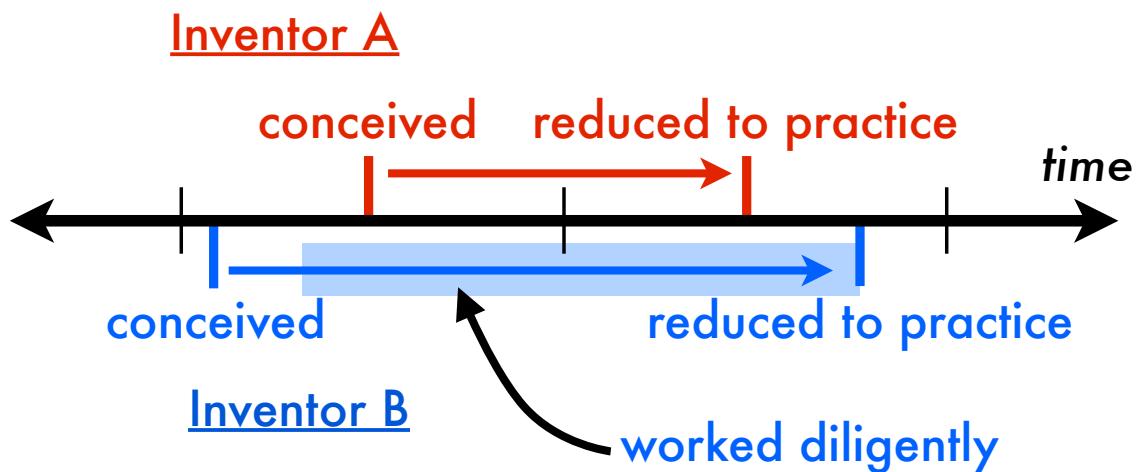 Inventor A
conceived reduced to practice
time
conceived reduced to practice
Inventor B
worked diligently